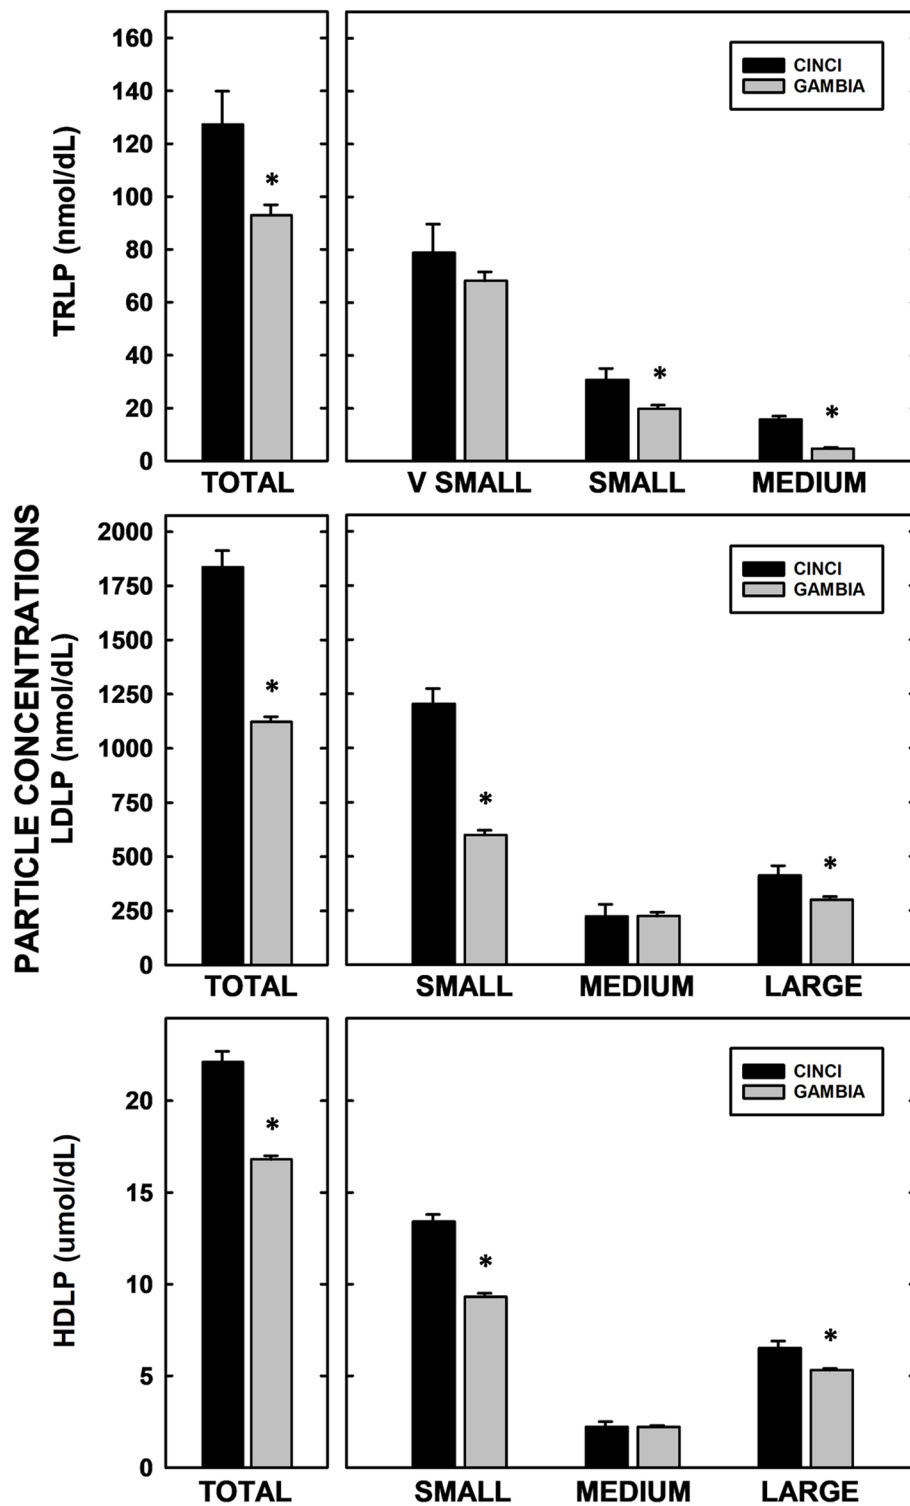 PARTICLE CONCENTRATIONS
TRLP (nmol/dL)
160
140
120
100
80
60
40
20
0
*
*
*
CINCI
GAMBIA
TOTAL V SMALL SMALL MEDIUM
LDLP (nmol/dL)
2000
1750
1500
1250
1000
750
500
250
0
*
*
*
CINCI
GAMBIA
TOTAL SMALL MEDIUM LARGE
HDLP (umol/dL)
20
15
10
5
0
*
*
*
CINCI
GAMBIA
TOTAL SMALL MEDIUM LARGE